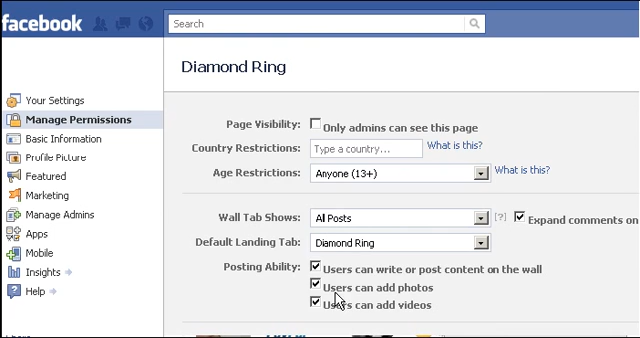 facebook
Search
Diamond Ring
Your Settings
Manage Permissions
Basic Information
Profile Picture
Featured
Marketing
Manage Admins
Apps
Mobile
Insights
Help
Page Visibility: Only admins can see this page
Country Restrictions: Type a country... What is this?
Age Restrictions: Anyone (13+) What is this?
Wall Tab Shows: All Posts [?] Expand comments on
Default Landing Tab: Diamond Ring
Posting Ability: Users can write or post content on the wall
Users can add photos
Users can add videos